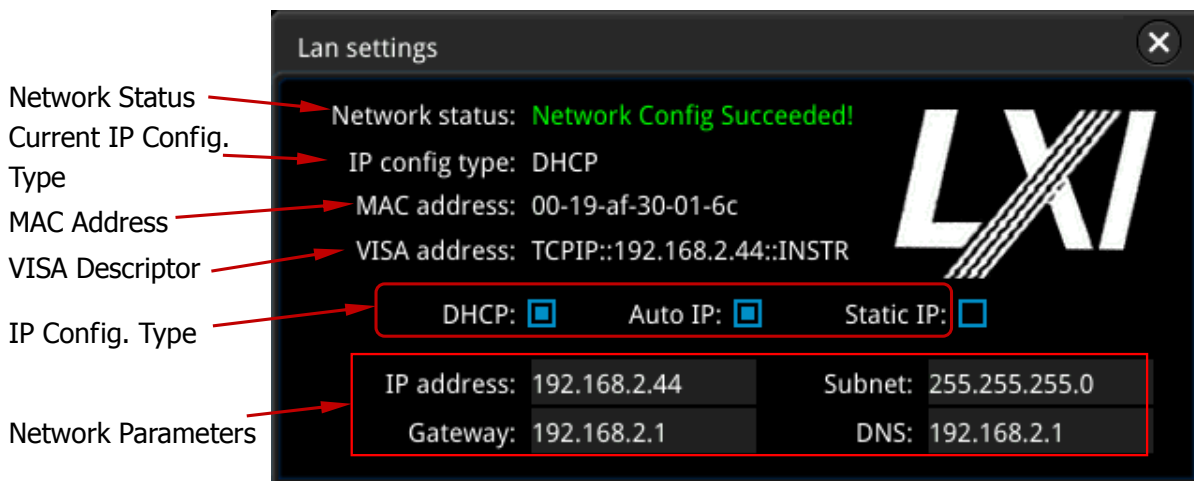 Lan settings
Network Status
Network status: Network Config Succeeded!
Current IP Config.
Type
IP config type: DHCP
MAC Address
MAC address: 00-19-af-30-01-6c
VISA Descriptor
VISA address: TCPIP::192.168.2.44::INSTR
LXI
IP Config. Type
DHCP: Auto IP: Static IP:
Network Parameters
IP address: 192.168.2.44 Subnet: 255.255.255.0
Gateway: 192.168.2.1 DNS: 192.168.2.1